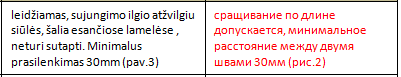 leidžiamas, sujungimo ilgio atžvilgiu
siūlės, šalia esančiose lamelėse ,
neturi sutapti. Minimalus
prasilenkimas 30mm (pav.3)
сращивание по длине
допускается, минимальное
расстояние между двумя
швами 30мм (рис.2)